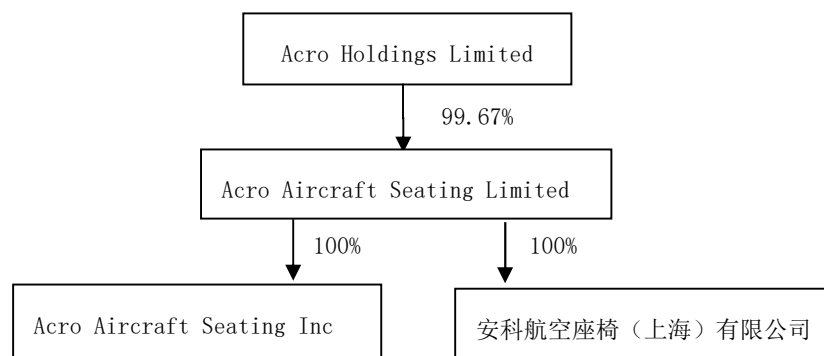 Acro Holdings Limited
99.67%
Acro Aircraft Seating Limited
100%
100%
Acro Aircraft Seating Inc
安科航空座椅（上海）有限公司